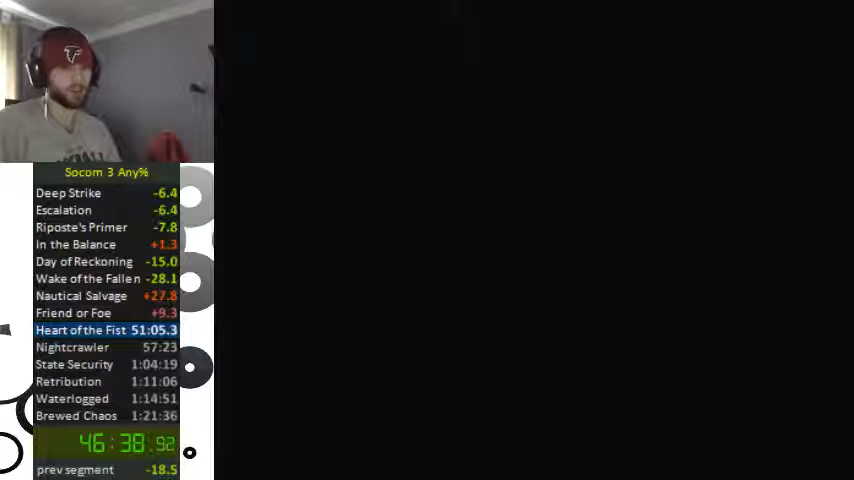 Socom 3 Any%
Deep Strike -6.4
Escalation -6.4
Riposte's Primer -7.8
In the Balance +1.3
Day of Reckoning -15.0
Wake of the Fallen -28.1
Nautical Salvage +27.8
Friend or Foe +9.3
Heart of the Fist 51:05.3
Nightcrawler 57:23
State Security 1:04:19
Retribution 1:11:06
Waterlogged 1:14:51
Brewed Chaos 1:21:36
46:38.92
prev segment -18.5